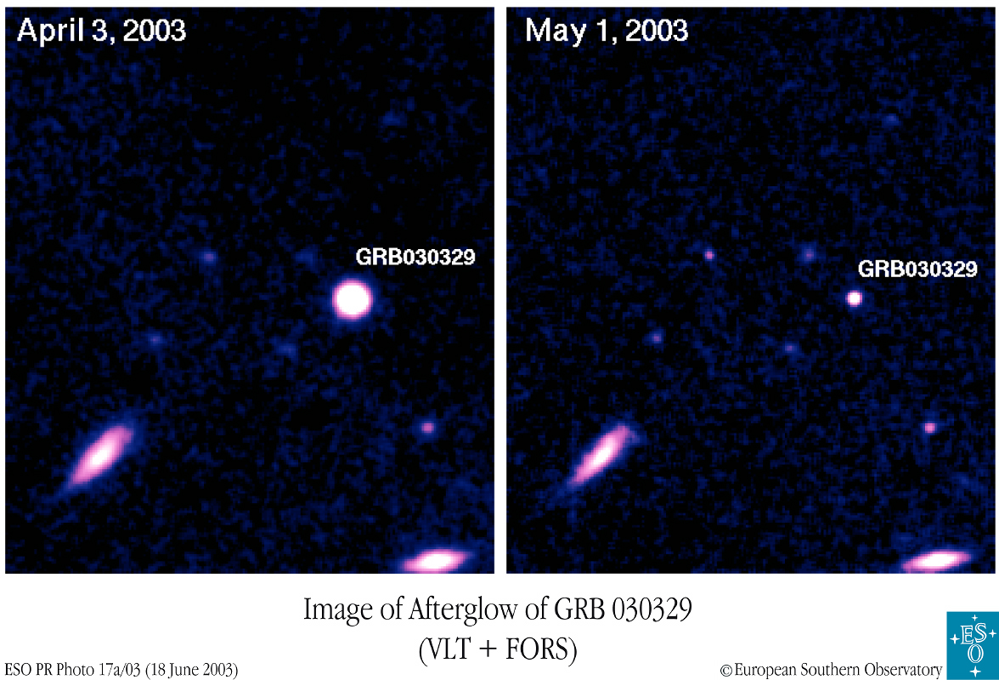 April 3, 2003
May 1, 2003
GRB030329
GRB030329
Image of Afterglow of GRB 030329
(VLT + FORS)
ESO PR Photo 17a/03 (18 June 2003)
© European Southern Observatory
ES
O